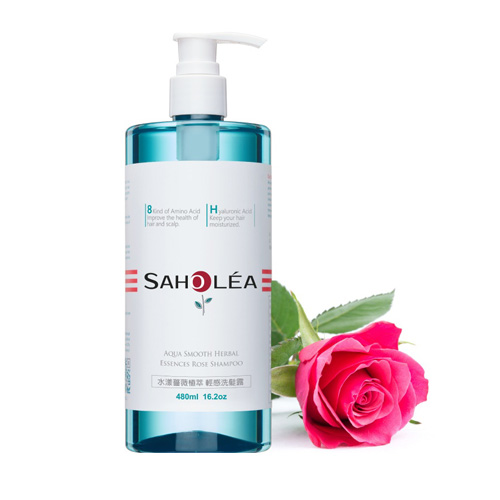 8 Kind of Amino Acid
improve the health of
hair and scalp.
Hyaluronic Acid
Keep your hair
moisturized.
SAHOLÉA
AQUA SMOOTH HERBAL
ESSENCES ROSE SHAMPOO
水漾薔薇植萃 輕感洗髮露
480ml 16.2oz